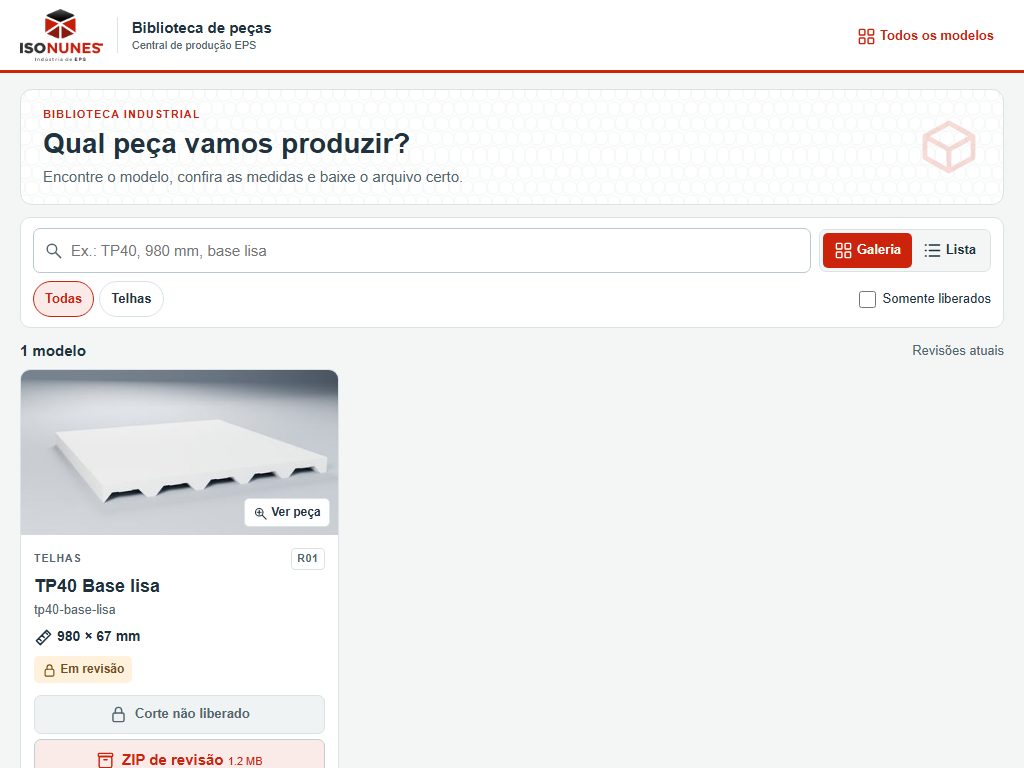 ISONUNES
Indústria de EPS
Biblioteca de peças
Central de produção EPS
Todos os modelos
BIBLIOTECA INDUSTRIAL
Qual peça vamos produzir?
Encontre o modelo, confira as medidas e baixe o arquivo certo.
Ex.: TP40, 980 mm, base lisa
Galeria
Lista
Todas
Telhas
Somente liberados
1 modelo
Revisões atuais
Ver peça
TELHAS
R01
TP40 Base lisa
tp40-base-lisa
980 × 67 mm
Em revisão
Corte não liberado
ZIP de revisão 1.2 MB